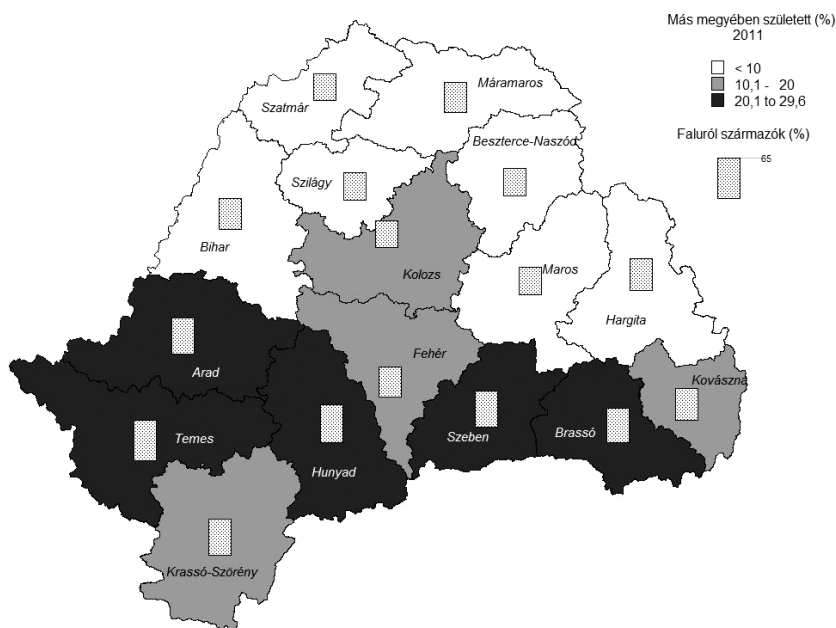 Más megyében született (%)
2011
< 10
10,1 - 20
20,1 to 29,6
Faluról származók (%)
65
Szatmár
Máramaros
Beszterce-Naszód
Szilágy
Bihar
Kolozs
Maros
Hargita
Fehér
Arad
Kovászna
Temes
Szeben
Brassó
Hunyad
Krassó-Szörény